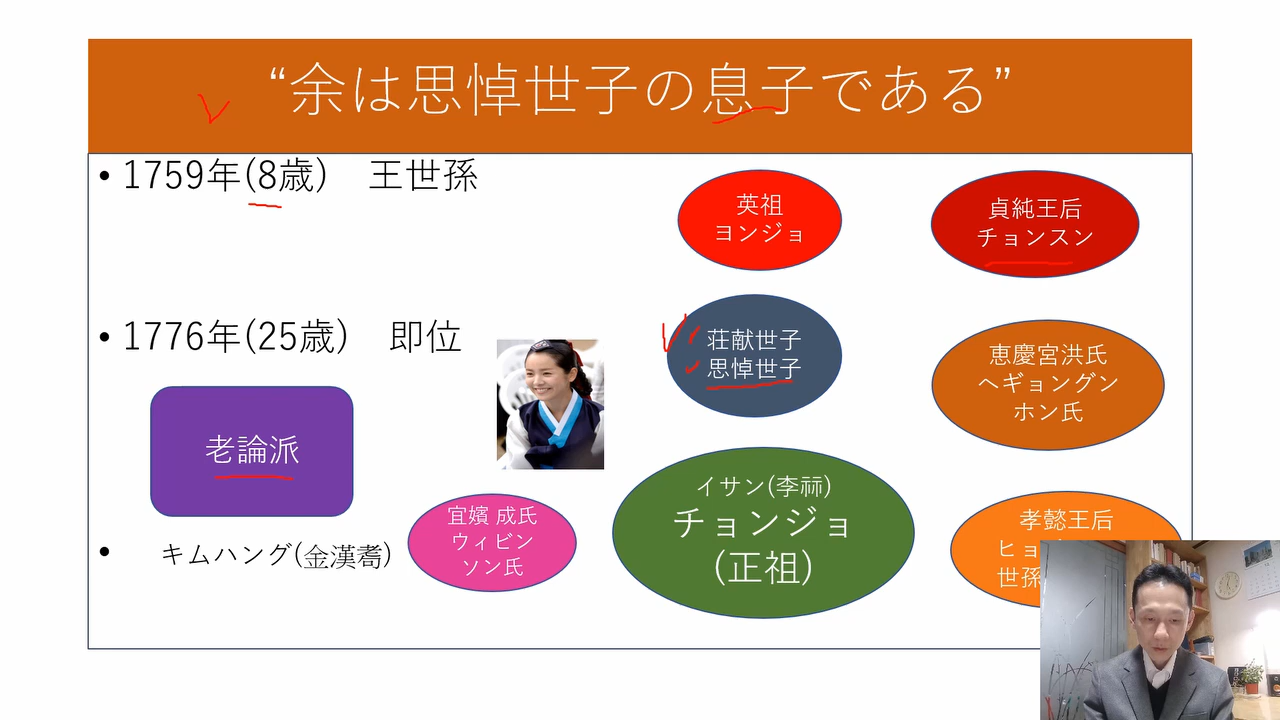 “余は思悼世子の息子である”
• 1759年(8歳) 王世孫
• 1776年(25歳) 即位
老論派
• キムハング(金漢耉)
英祖
ヨンジョ
貞純王后
チョンスン
荘献世子
思悼世子
恵慶宮洪氏
ヘギョングン
ホン氏
宜嬪 成氏
ウィビン
ソン氏
イサン(李祘)
チョンジョ
(正祖)
孝懿王后
世孫